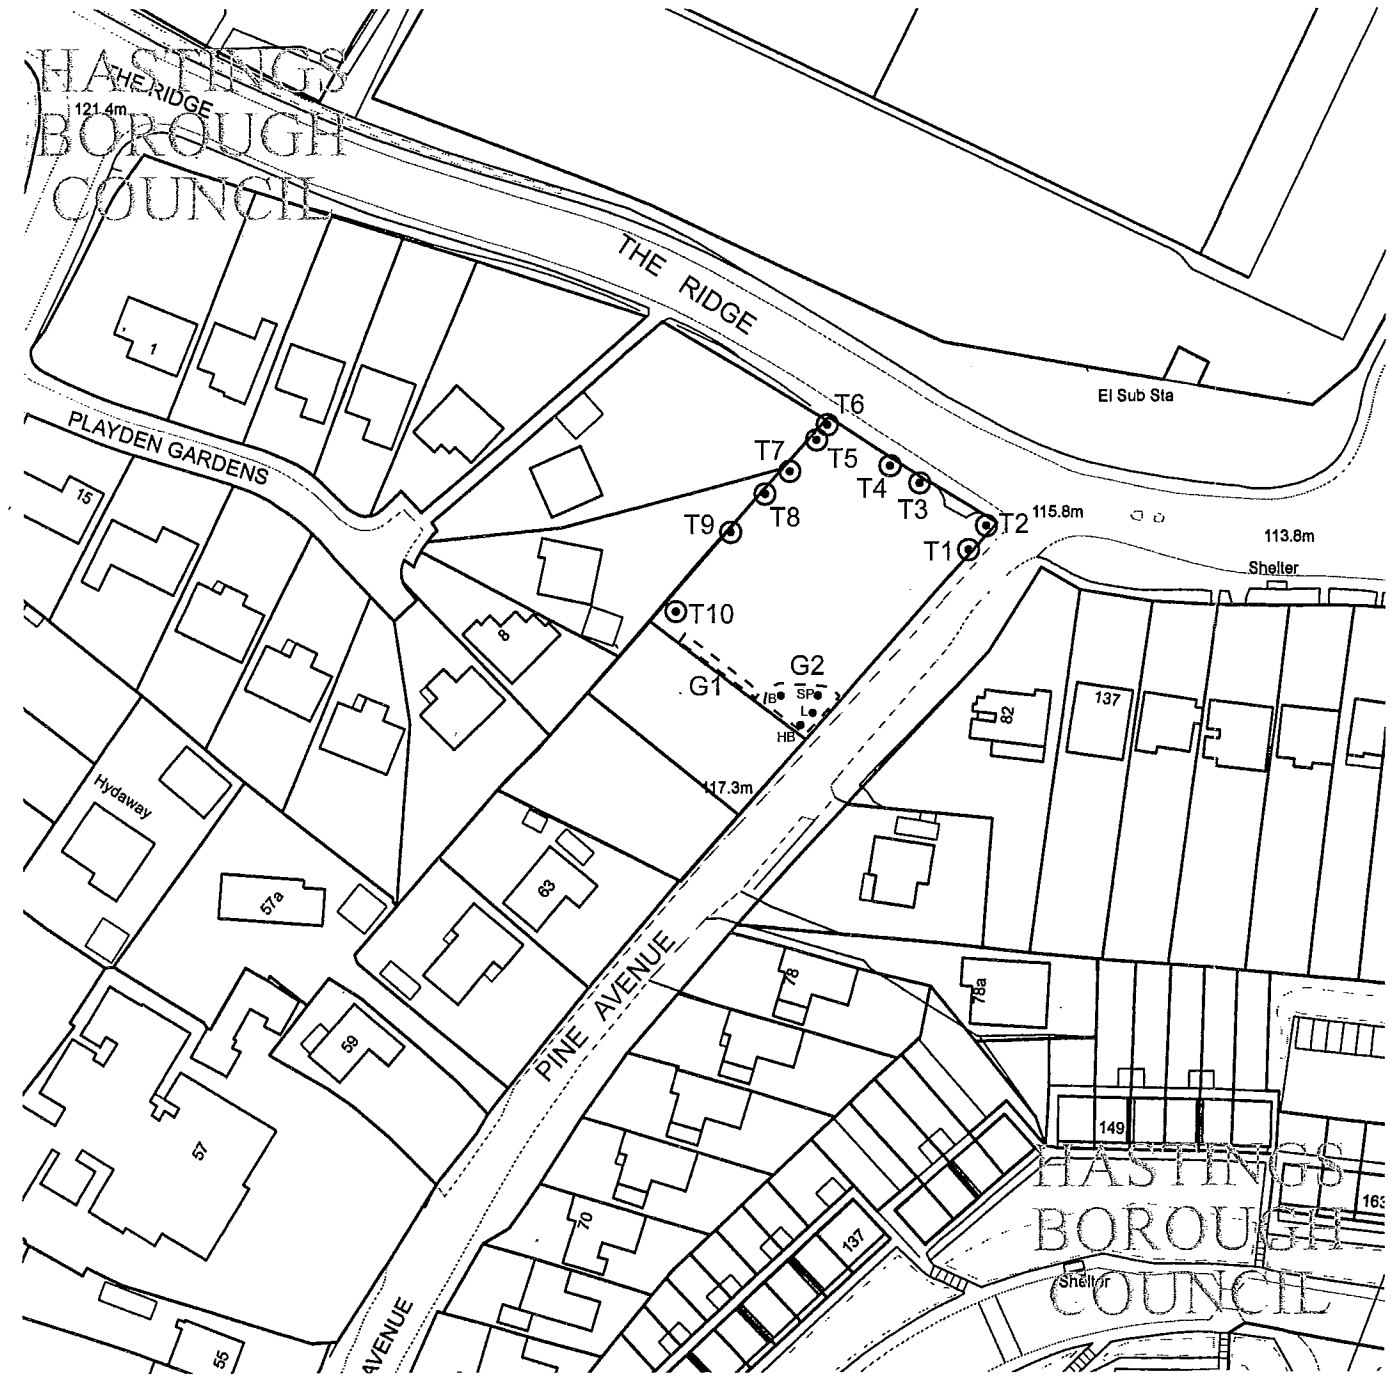 HASTINGS
BOROUGH
COUNCIL
THE RIDGE
121.4m
THE RIDGE
1
El Sub Sta
PLAYDEN GARDENS
15
T6
T5
T7
T4
T3
T8
T9
T2
T1
115.8m
113.8m
Shelter
T10
8
G2
G1
B
SP
L
HB
82
137
117.3m
Hydaway
57a
63
PINE AVENUE
78
78a
59
57
149
70
137
163
HASTINGS
BOROUGH
COUNCIL
Shelter
AVENUE
55